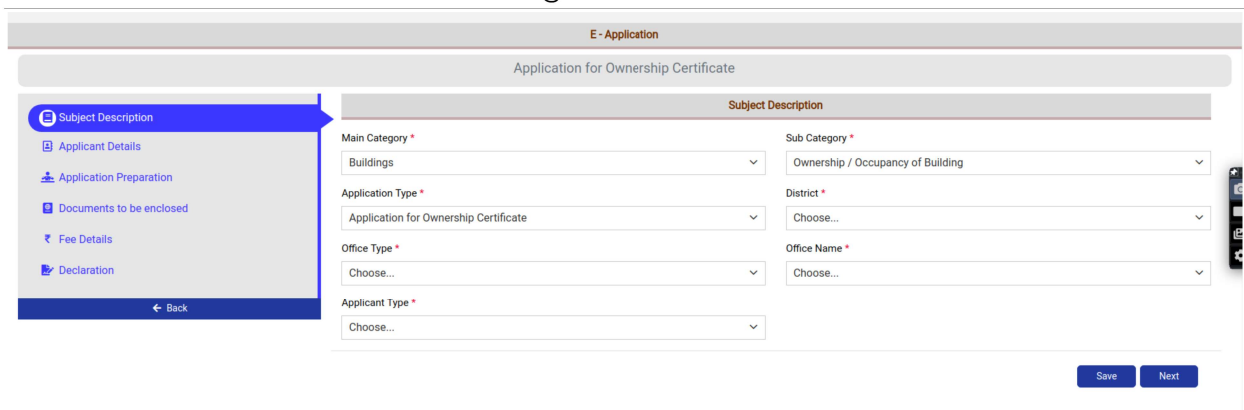 E - Application
Application for Ownership Certificate
Subject Description
Applicant Details
Application Preparation
Documents to be enclosed
₹ Fee Details
Declaration
← Back
Subject Description
Main Category * Sub Category *
Buildings Ownership / Occupancy of Building
Application Type * District *
Application for Ownership Certificate Choose...
Office Type * Office Name *
Choose... Choose...
Applicant Type *
Choose...
Save Next